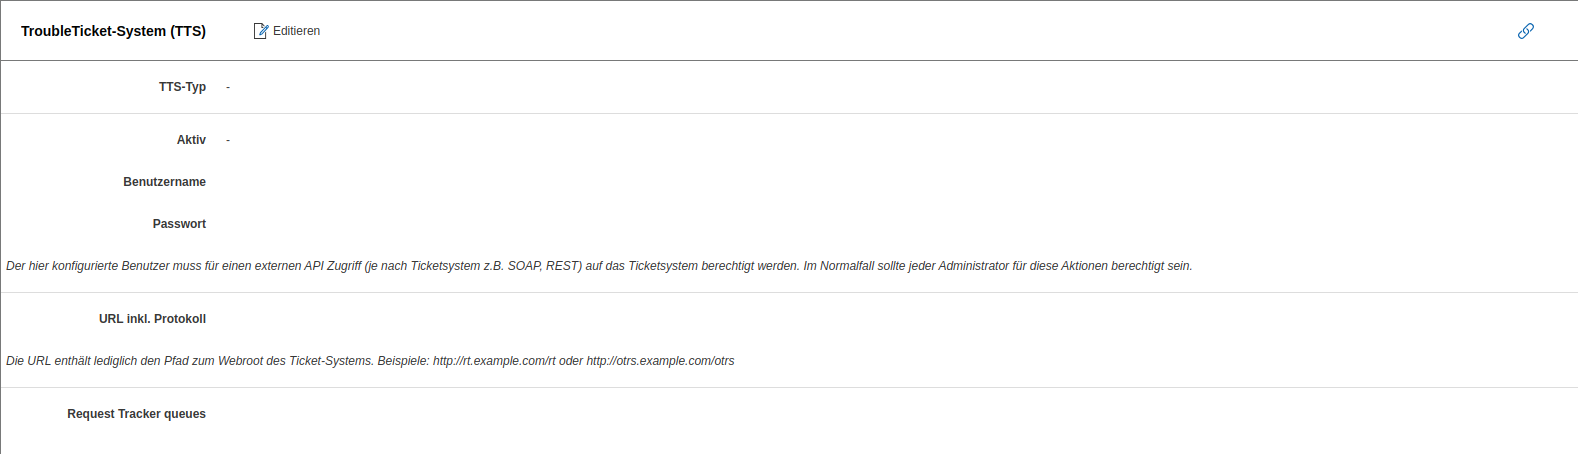 TroubleTicket-System (TTS) Editieren
TTS-Typ -
Aktiv -
Benutzername
Passwort
Der hier konfigurierte Benutzer muss für einen externen API Zugriff (je nach Ticketsystem z.B. SOAP, REST) auf das Ticketsystem berechtigt werden. Im Normalfall sollte jeder Administrator für diese Aktionen berechtigt sein.
URL inkl. Protokoll
Die URL enthält lediglich den Pfad zum Webroot des Ticket-Systems. Beispiele: http://rt.example.com/rt oder http://otrs.example.com/otrs
Request Tracker queues